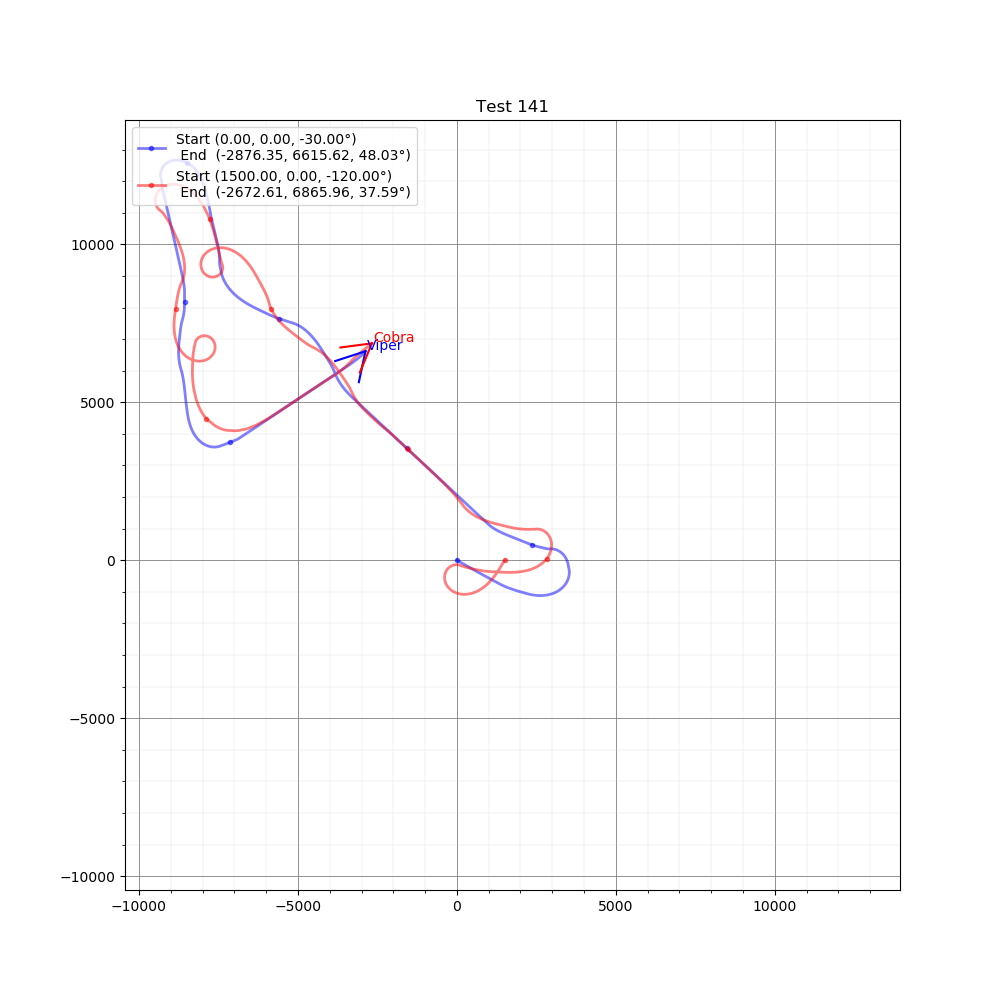 Test 141
Start (0.00, 0.00, -30.00°)
End (-2876.35, 6615.62, 48.03°)
Start (1500.00, 0.00, -120.00°)
End (-2672.61, 6865.96, 37.59°)
10000
5000
0
−5000
−10000
Cobra
Viper
−10000
−5000
0
5000
10000